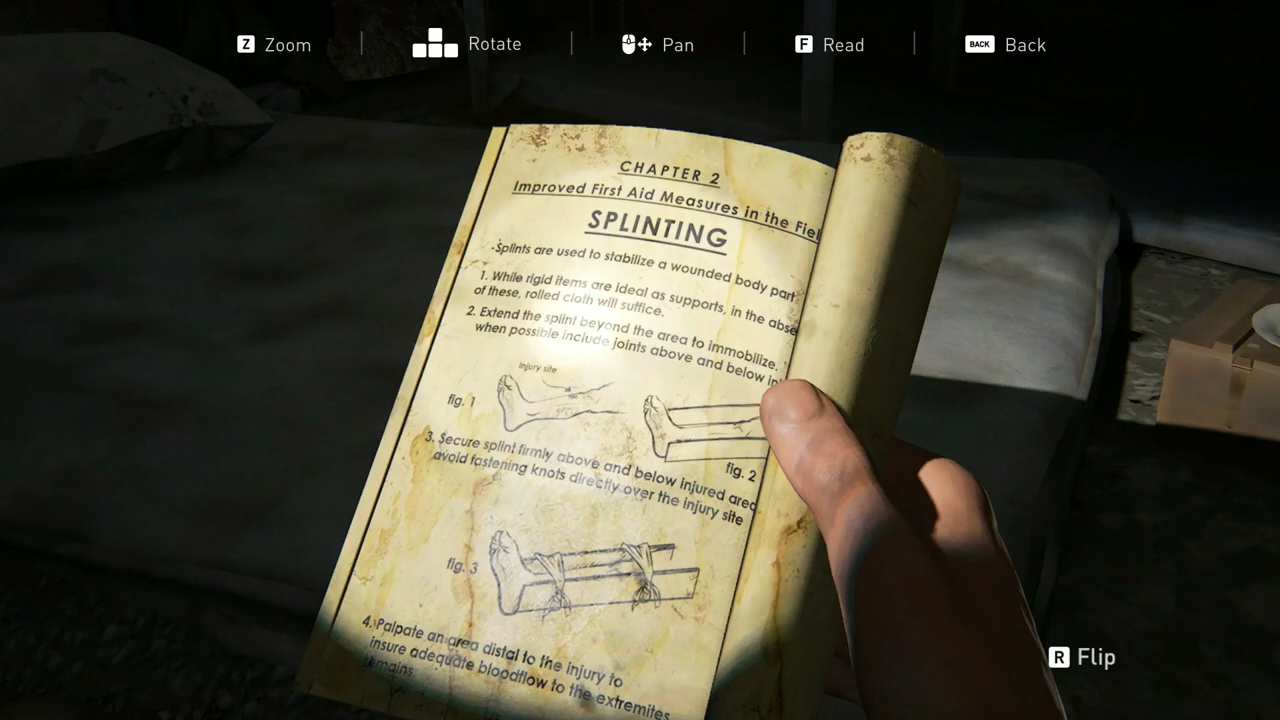 Z Zoom
Rotate
Pan
F Read
BACK Back
CHAPTER 2
Improved First Aid Measures in the Fiel
SPLINTING
-Splints are used to stabilize a wounded body part
1. While rigid items are ideal as supports, in the abse
of these, rolled cloth will suffice.
2. Extend the splint beyond the area to immobilize.
when possible include joints above and below inj
Injury site
fig. 1
fig. 2
3. Secure splint firmly above and below injured area
avoid fastening knots directly over the injury site
fig. 3
4. Palpate an area distal to the injury to
insure adequate bloodflow to the extremites
remains
R Flip